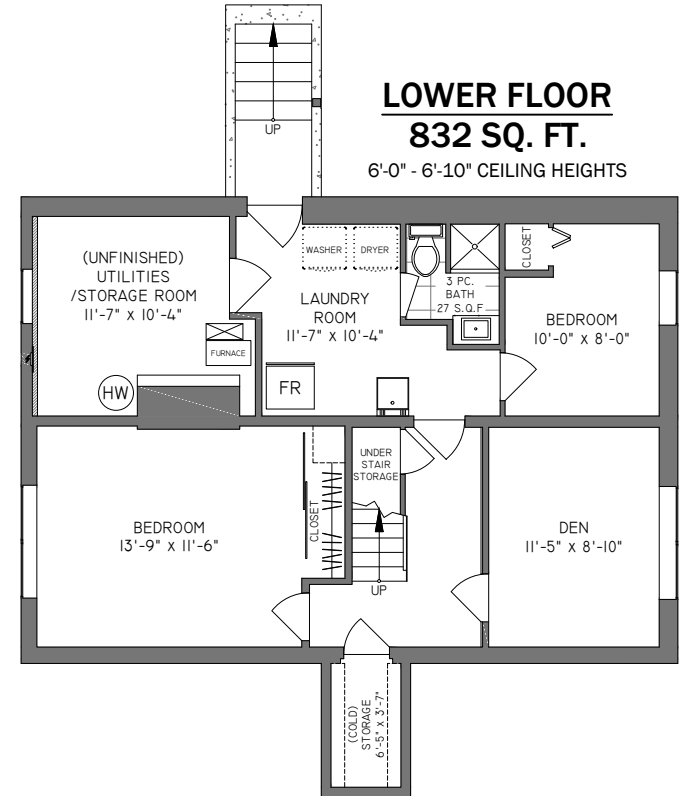 UP
LOWER FLOOR
832 SQ. FT.
6'-0" - 6'-10" CEILING HEIGHTS
(UNFINISHED)
UTILITIES
/STORAGE ROOM
11'-7" X 10'-4"
FURNACE
HW
WASHER
DRYER
LAUNDRY
ROOM
11'-7" X 10'-4"
FR
3 PC.
BATH
27 S.Q.F
CLOSET
BEDROOM
10'-0" X 8'-0"
BEDROOM
13'-9" X 11'-6"
CLOSET
UNDER
STAIR
STORAGE
UP
DEN
11'-5" X 8'-10"
(COLD)
STORAGE
6'-5" X 3'-7"